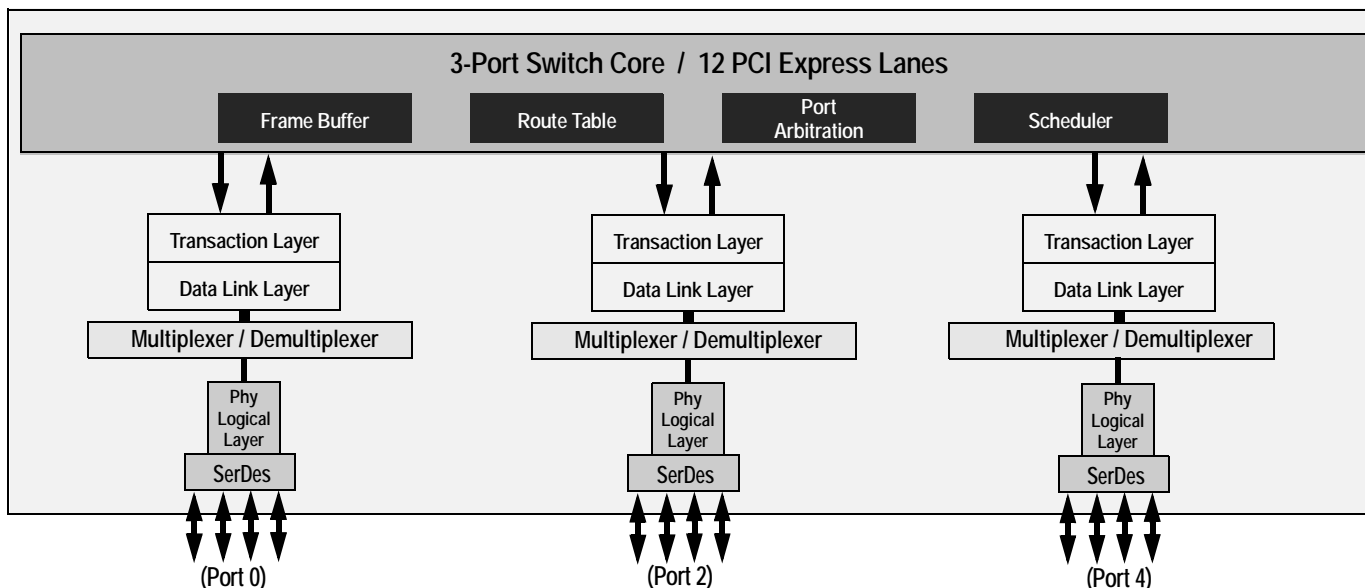 3-Port Switch Core / 12 PCI Express Lanes
Frame Buffer
Route Table
Port
Arbitration
Scheduler
Transaction Layer
Data Link Layer
Multiplexer / Demultiplexer
Phy
Logical
Layer
SerDes
(Port 0)
Transaction Layer
Data Link Layer
Multiplexer / Demultiplexer
Phy
Logical
Layer
SerDes
(Port 2)
Transaction Layer
Data Link Layer
Multiplexer / Demultiplexer
Phy
Logical
Layer
SerDes
(Port 4)